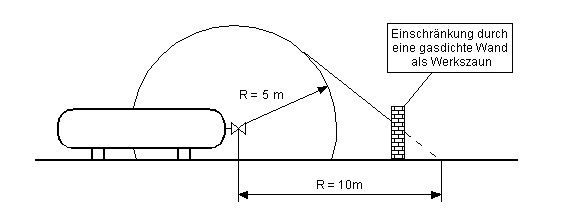 Einschränkung durch
eine gasdichte Wand
als Werkszaun
R = 5 m
R = 10m